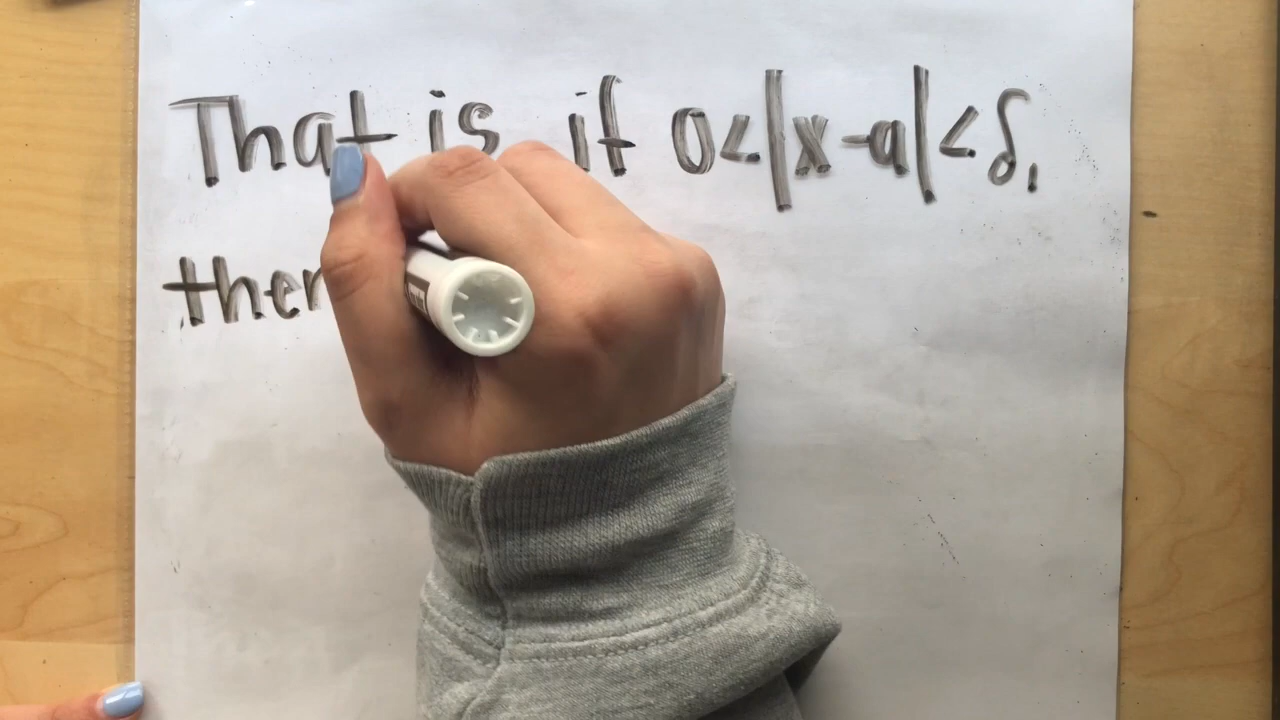 That is if 0<|x-a|<δ,
then